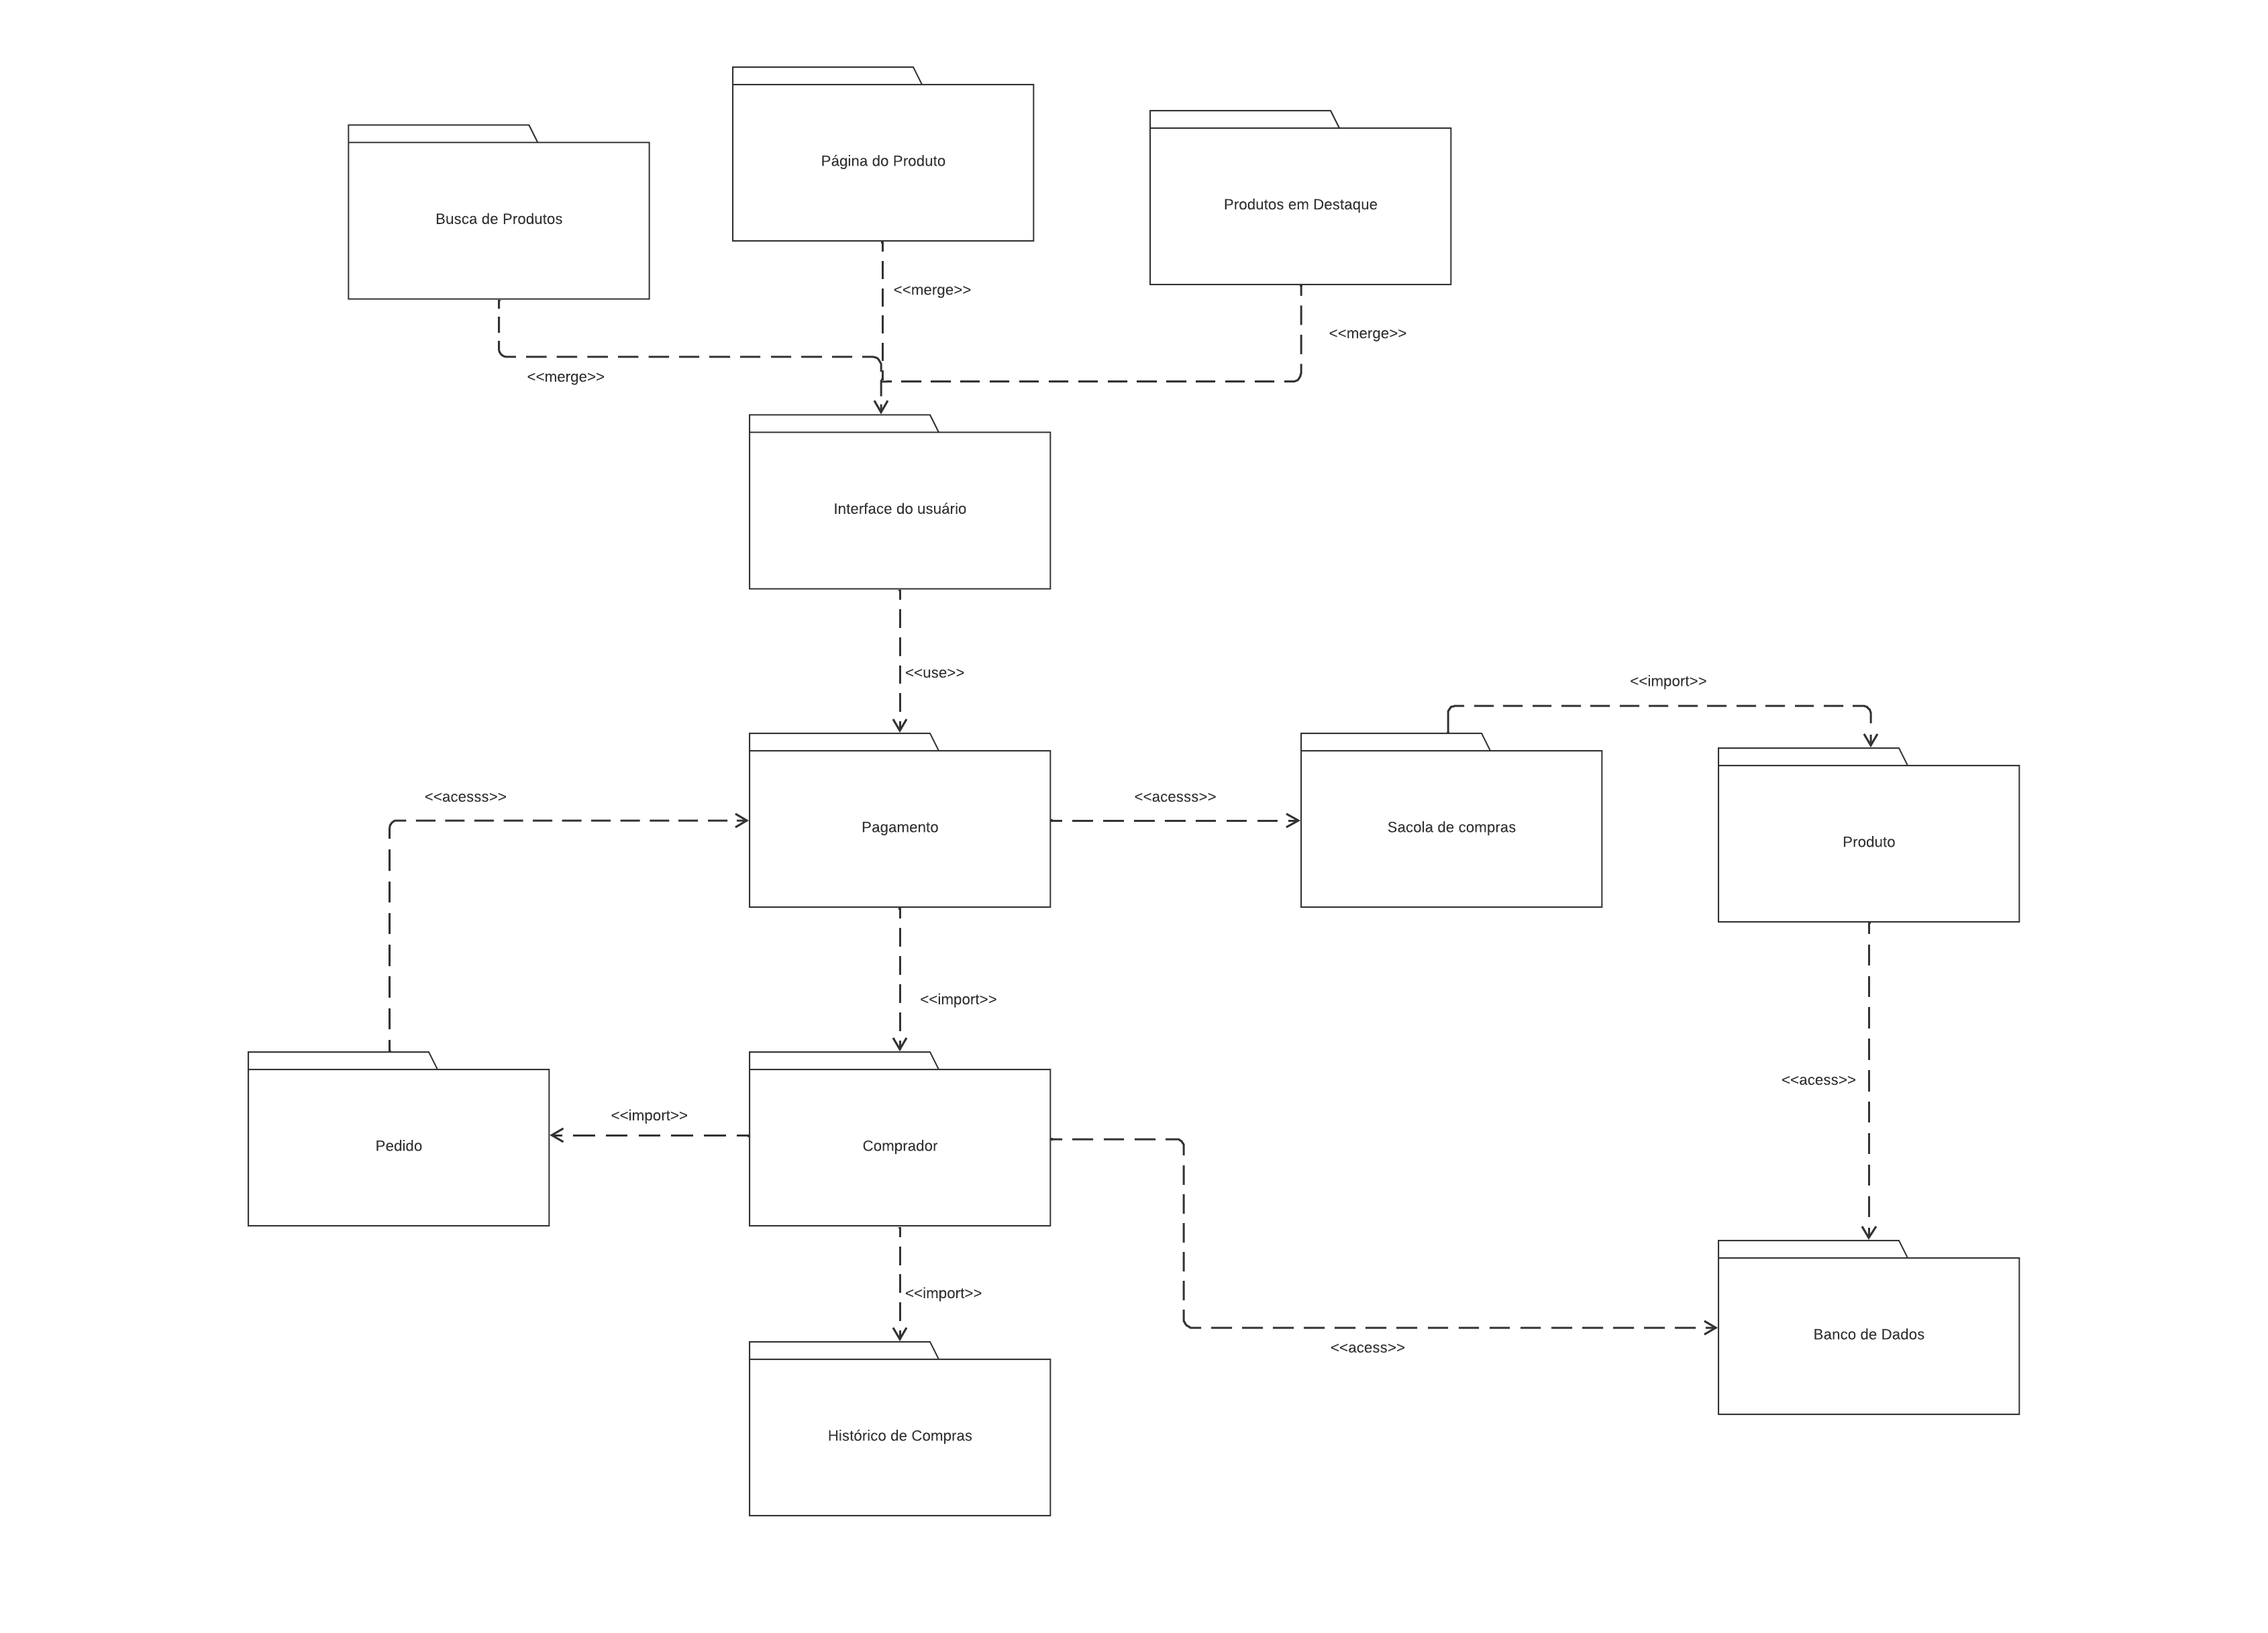 Página do Produto
Produtos em Destaque
Busca de Produtos
<<merge>>
<<merge>>
<<merge>>
Interface do usuário
<<use>>
<<import>>
<<acesss>>
<<acesss>>
Pagamento
Sacola de compras
Produto
<<import>>
<<acess>>
<<import>>
Pedido
Comprador
<<import>>
Banco de Dados
<<acess>>
Histórico de Compras